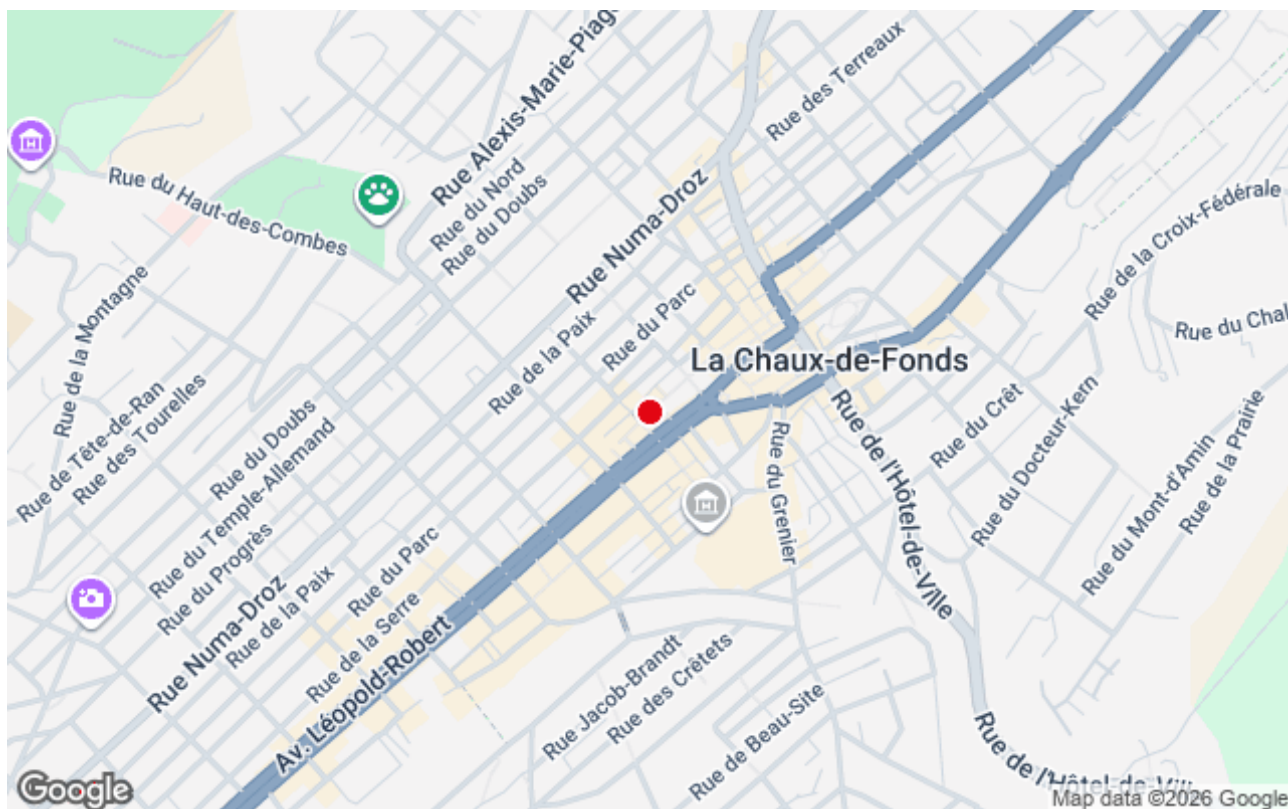 Rue Alexis-Marie-Piag
Rue des Terreaux
Rue du Nord
Rue du Doubs
Rue du Haut-des-Combes
Rue Numa-Droz
Rue de la Croix-Fédérale
Rue de la Montagne
Rue du Parc
Rue de la Paix
Rue du Chal
La Chaux-de-Fonds
Rue de Tête-de-Ran
Rue des Tourelles
Rue du Doubs
Rue du Temple-Allemand
Rue du Progrès
Rue du Crêt
Rue du Docteur-Kern
Rue de la Prairie
Rue du Mont-d'Amin
Rue du Grenier
Rue de l'Hôtel-de-Ville
Rue Numa-Droz
Rue de la Paix
Rue du Parc
Rue de la Serre
Av. Léopold-Robert
Rue Jacob-Brandt
Rue des Crêtets
Rue de Beau-Site
Rue de l'Hôtel-de-Vill
Google
Map data ©2026 Google